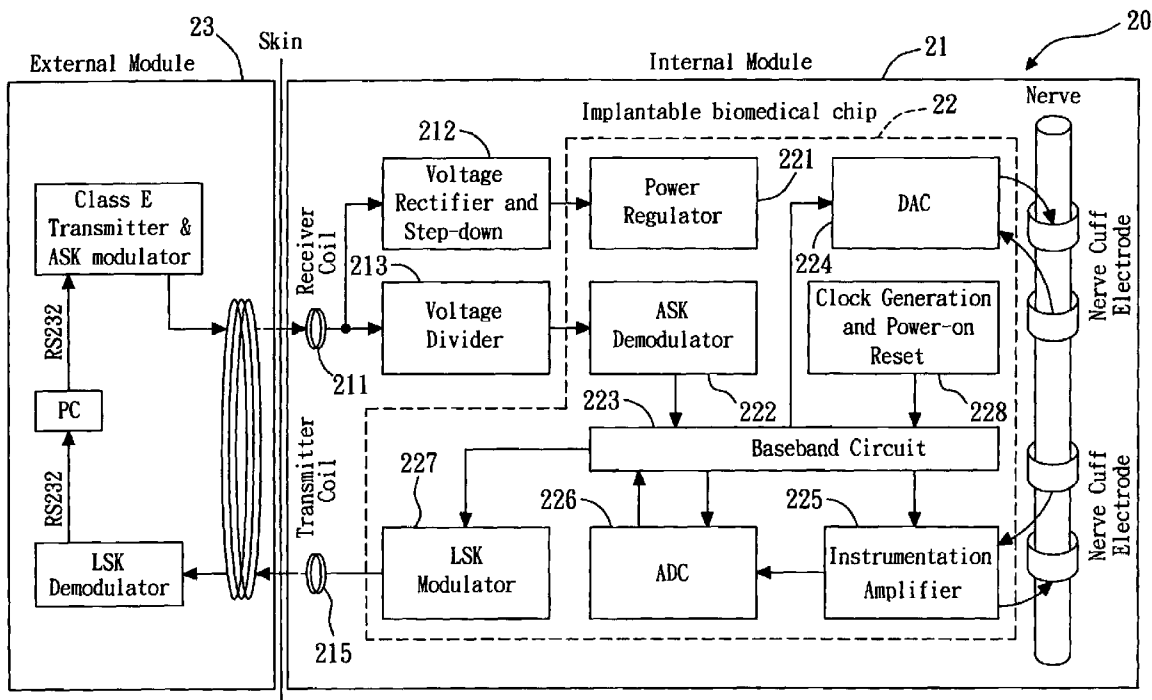 20
23
Skin
21
External Module
Internal Module
Nerve
Implantable biomedical chip
22
212
221
Class E
Transmitter &
ASK modulator
Voltage
Rectifier and
Step-down
Power
Regulator
DAC
224
Receiver
Coil
213
Nerve Cuff
Electrode
Voltage
Divider
ASK
Demodulator
Clock Generation
and Power-on
Reset
RS232
211
222
228
PC
223
Baseband Circuit
Transmitter
Coil
227
226
225
RS232
Nerve Cuff
Electrode
LSK
Demodulator
LSK
Modulator
ADC
Instrumentation
Amplifier
215